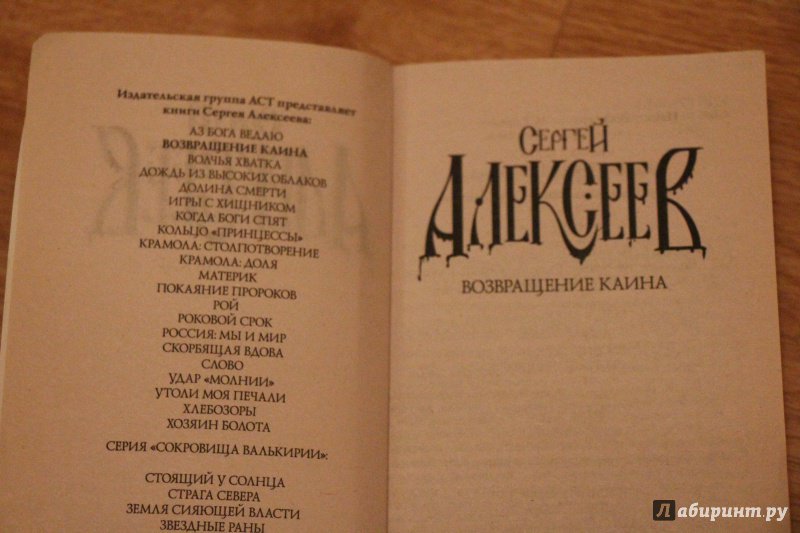 Издательская группа АСТ представляет
книги Сергея Алексеева:
АЗ БОГА ВЕДАЮ
ВОЗВРАЩЕНИЕ КАИНА
ВОЛЧЬЯ ХВАТКА
ДОЖДЬ ИЗ ВЫСОКИХ ОБЛАКОВ
ДОЛИНА СМЕРТИ
ИГРЫ С ХИЩНИКОМ
КОГДА БОГИ СПЯТ
КОЛЬЦО «ПРИНЦЕССЫ»
КРАМОЛА: СТОЛПОТВОРЕНИЕ
КРАМОЛА: ДОЛЯ
МАТЕРИК
ПОКАЯНИЕ ПРОРОКОВ
РОЙ
РОКОВОЙ СРОК
РОССИЯ: МЫ И МИР
СКОРБЯЩАЯ ВДОВА
СЛОВО
УДАР «МОЛНИИ»
УТОЛИ МОЯ ПЕЧАЛИ
ХЛЕБОЗОРЫ
ХОЗЯИН БОЛОТА
СЕРИЯ «СОКРОВИЩА ВАЛЬКИРИИ»:
СТОЯЩИЙ У СОЛНЦА
СТРАГА СЕВЕРА
ЗЕМЛЯ СИЯЮЩЕЙ ВЛАСТИ
ЗВЕЗДНЫЕ РАНЫ
СЕРГЕЙ
АЛЕКСЕЕВ
ВОЗВРАЩЕНИЕ КАИНА
Лабиринт.ру